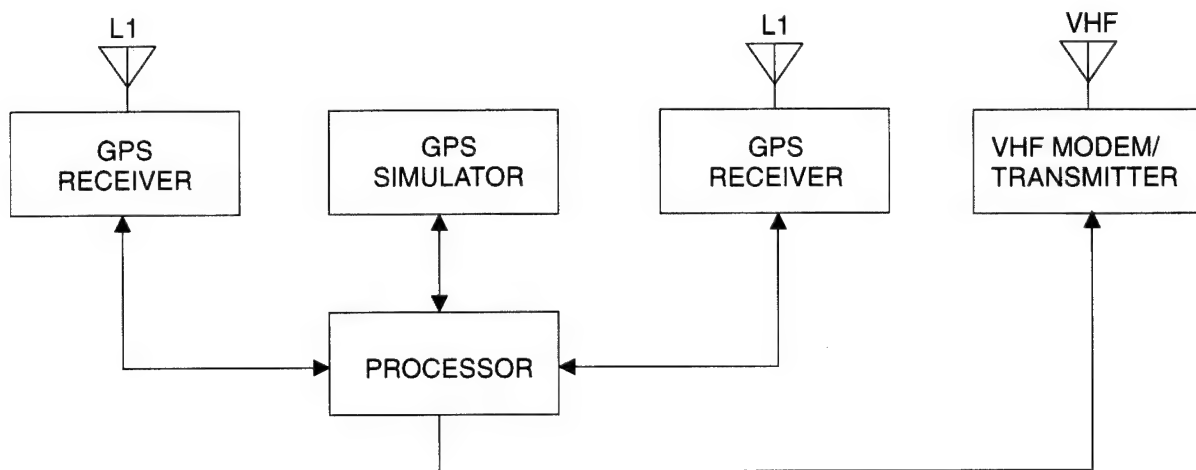 L1
L1
VHF
GPS
RECEIVER
GPS
SIMULATOR
GPS
RECEIVER
VHF MODEM/
TRANSMITTER
PROCESSOR